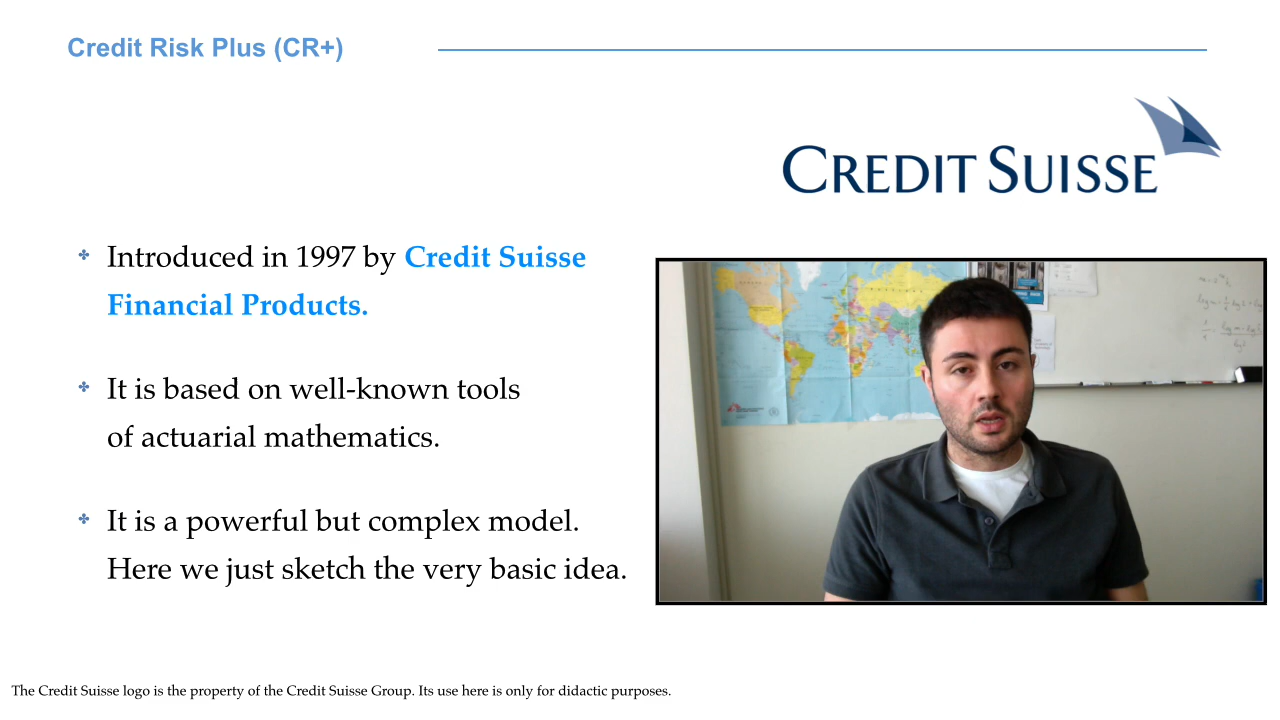 Credit Risk Plus (CR+)
CREDIT SUISSE
Introduced in 1997 by Credit Suisse
Financial Products.
It is based on well-known tools
of actuarial mathematics.
It is a powerful but complex model.
Here we just sketch the very basic idea.
The Credit Suisse logo is the property of the Credit Suisse Group. Its use here is only for didactic purposes.